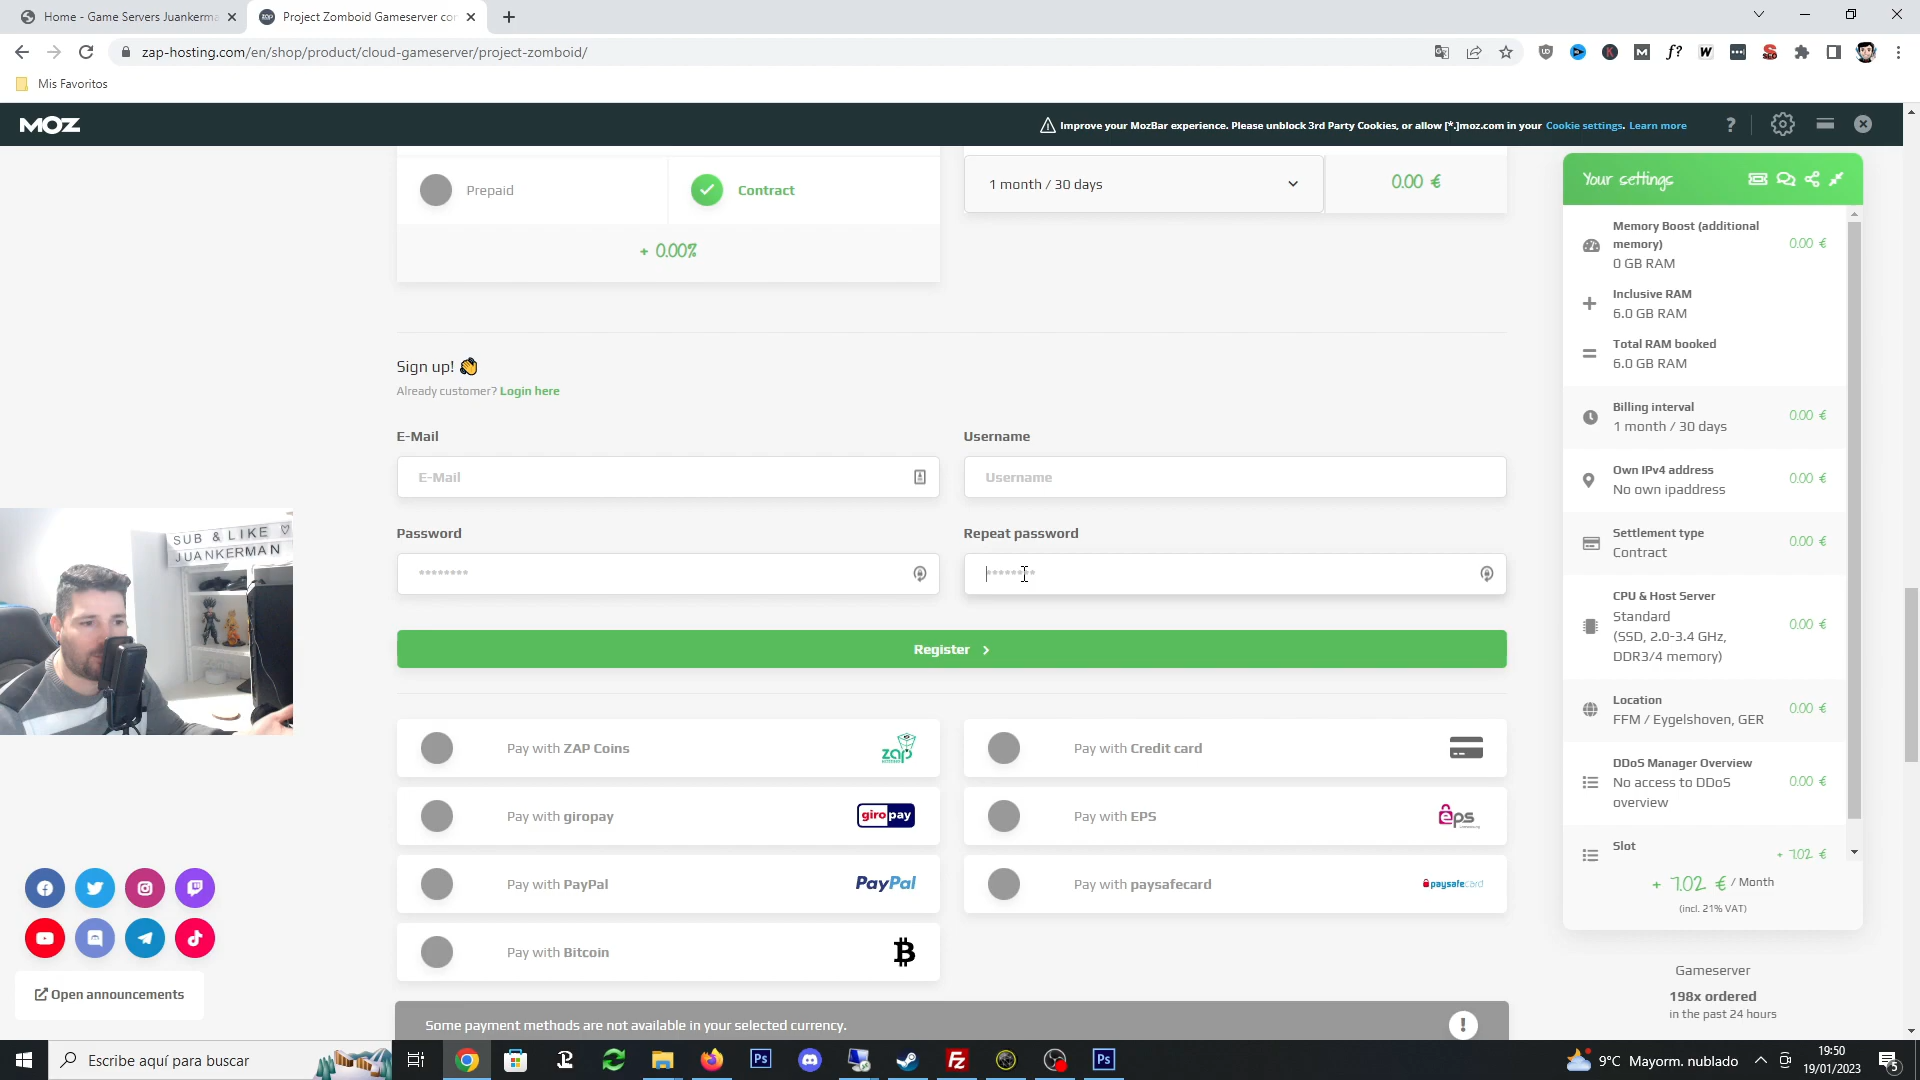 Home - Game Servers Juankerma
Project Zomboid Gameserver cor
zap-hosting.com/en/shop/product/cloud-gameserver/project-zomboid/
Mis Favoritos
MOZ
Improve your MozBar experience. Please unblock 3rd Party Cookies, or allow [*.]moz.com in your Cookie settings. Learn more
Prepaid
Contract
+ 0.00%
1 month / 30 days
0.00 €
Sign up! 👋
Already customer? Login here
E-Mail
Username
E-Mail
Username
Password
Repeat password
********
********
Register
Pay with ZAP Coins
zap
Pay with Credit card
Pay with giropay
giropay
Pay with EPS
eps
Pay with PayPal
PayPal
Pay with paysafecard
paysafecard
Pay with Bitcoin
Some payment methods are not available in your selected currency.
Your settings
Memory Boost (additional memory)
0 GB RAM
0.00 €
Inclusive RAM
6.0 GB RAM
Total RAM booked
6.0 GB RAM
Billing interval
1 month / 30 days
0.00 €
Own IPv4 address
No own ipaddress
0.00 €
Settlement type
Contract
0.00 €
CPU & Host Server
Standard
(SSD, 2.0-3.4 GHz,
DDR3/4 memory)
0.00 €
Location
FFM / Eygelshoven, GER
0.00 €
DDoS Manager Overview
No access to DDoS
overview
0.00 €
Slot
+ 7.02 €
+ 7.02 € / Month
(incl. 21% VAT)
Gameserver
198x ordered
in the past 24 hours
SUB & LIKE ♡
JUANKERMAN
Open announcements
Escribe aquí para buscar
9°C Mayorm. nublado
19:50
19/01/2023
5